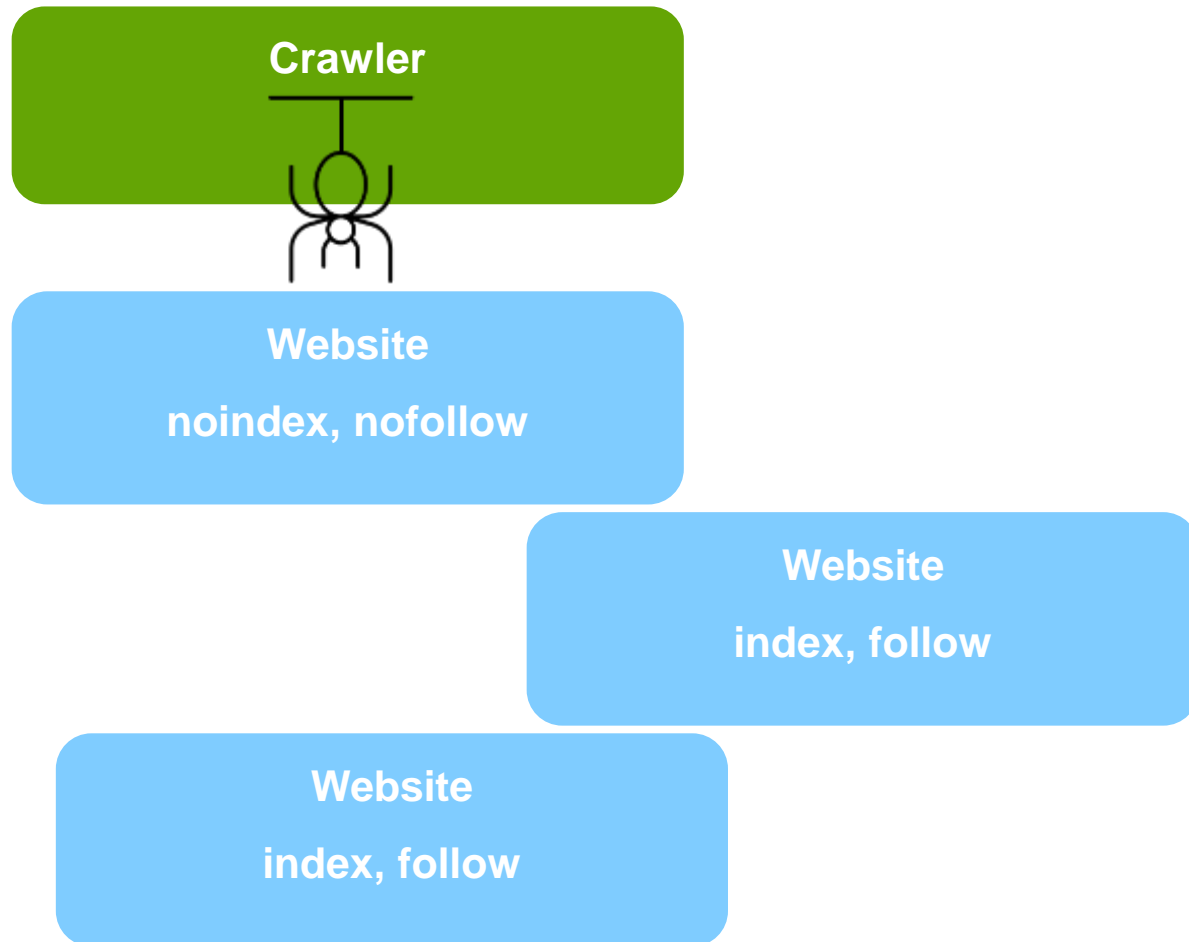 Crawler
Website
noindex, nofollow
Website
index, follow
Website
index, follow